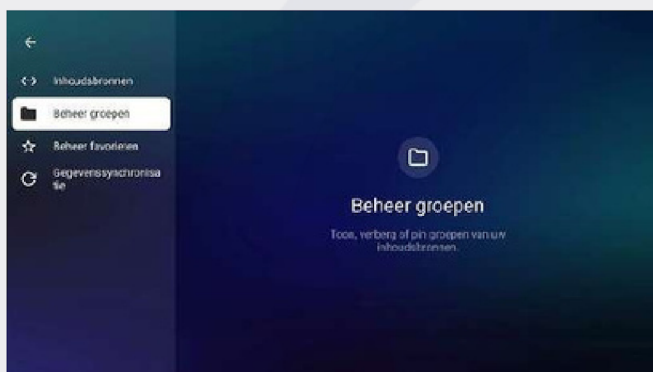 Inhoudsbronnen
Beheer groepen
Beheer favorieten
Gegevenssynchronisa
tie
Beheer groepen
Toon, verberg of pin groepen van uw
inhoudsbronnen.